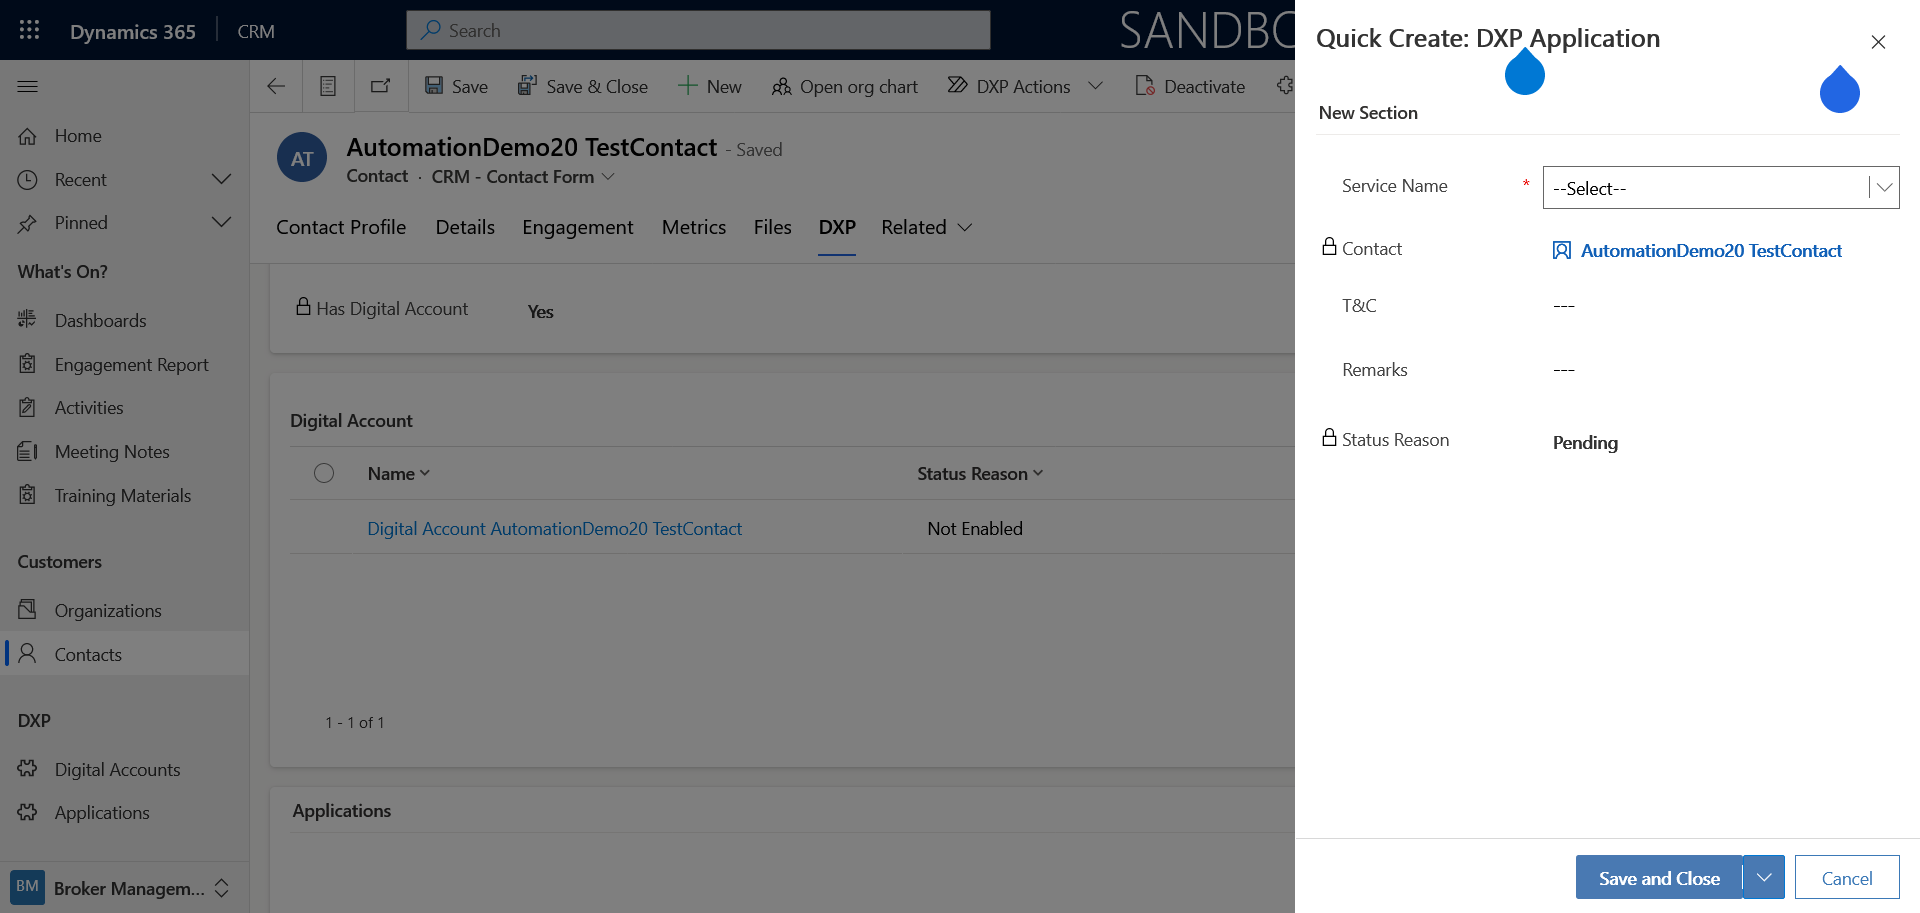 Dynamics 365
CRM
Search
SANDBO
Save
Save & Close
New
Open org chart
DXP Actions
Deactivate
Home
Recent
Pinned
What's On?
Dashboards
Engagement Report
Activities
Meeting Notes
Training Materials
Customers
Organizations
Contacts
DXP
Digital Accounts
Applications
BM
Broker Managem...
AT
AutomationDemo20 TestContact - Saved
Contact · CRM - Contact Form
Contact Profile
Details
Engagement
Metrics
Files
DXP
Related
Has Digital Account
Yes
Digital Account
Name
Status Reason
Digital Account AutomationDemo20 TestContact
Not Enabled
1 - 1 of 1
Applications
Quick Create: DXP Application
New Section
Service Name *
--Select--
Contact
AutomationDemo20 TestContact
T&C
---
Remarks
---
Status Reason
Pending
Save and Close
Cancel